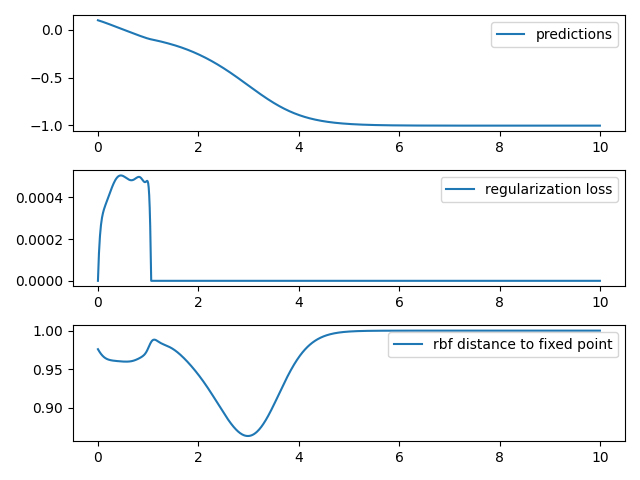 0.0
−0.5
−1.0
predictions
0 2 4 6 8 10
0.0004
0.0002
0.0000
regularization loss
0 2 4 6 8 10
1.00
0.95
0.90
rbf distance to fixed point
0 2 4 6 8 10